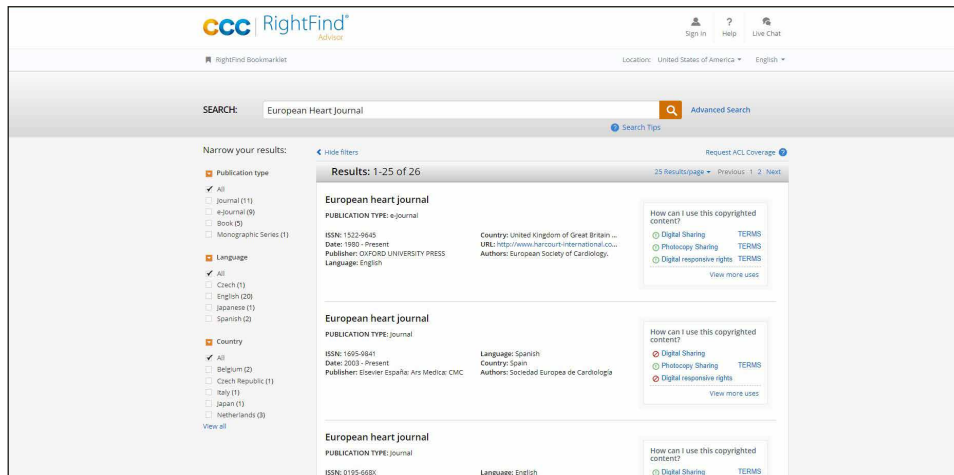 CCC RightFind®
Advisor
Sign in Help Live Chat
RightFind Bookmarklet
Location: United States of America English
SEARCH: European Heart Journal Advanced Search
Search Tips
Narrow your results:
Hide filters
Request ACL Coverage
Publication type
All
Journal (11)
e-Journal (9)
Book (5)
Monographic Series (1)
Language
All
Czech (1)
English (20)
Japanese (1)
Spanish (2)
Country
All
Belgium (2)
Czech Republic (1)
Italy (1)
Japan (1)
Netherlands (3)
View all
Results: 1-25 of 26
25 Results/page Previous 1 2 Next
European heart journal
PUBLICATION TYPE: e-Journal
ISSN: 1522-9645
Date: 1980 - Present
Publisher: OXFORD UNIVERSITY PRESS
Language: English
Country: United Kingdom of Great Britain ...
URL: http://www.harcourt-international.co...
Authors: European Society of Cardiology.
How can I use this copyrighted
content?
Digital Sharing TERMS
Photocopy Sharing TERMS
Digital responsive rights TERMS
View more uses
European heart journal
PUBLICATION TYPE: Journal
ISSN: 1695-9841
Date: 2003 - Present
Publisher: Elsevier España; Ars Medica; CMC
Language: Spanish
Country: Spain
Authors: Sociedad Europea de Cardiología
How can I use this copyrighted
content?
Digital Sharing
Photocopy Sharing TERMS
Digital responsive rights
View more uses
European heart journal
PUBLICATION TYPE: Journal
ISSN: 0195-668X
Language: English
How can I use this copyrighted
content?
Digital Sharing TERMS